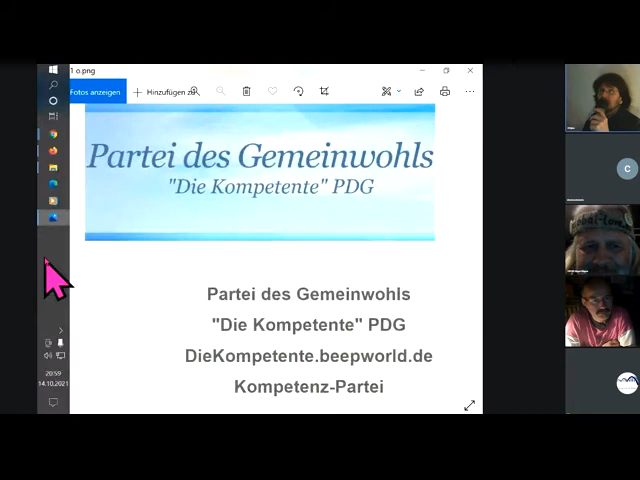 1 o.png
Fotos anzeigen
Hinzufügen zu
Partei des Gemeinwohls
"Die Kompetente" PDG
Partei des Gemeinwohls
"Die Kompetente" PDG
DieKompetente.beepworld.de
Kompetenz-Partei
20:59
14.10.2021
C